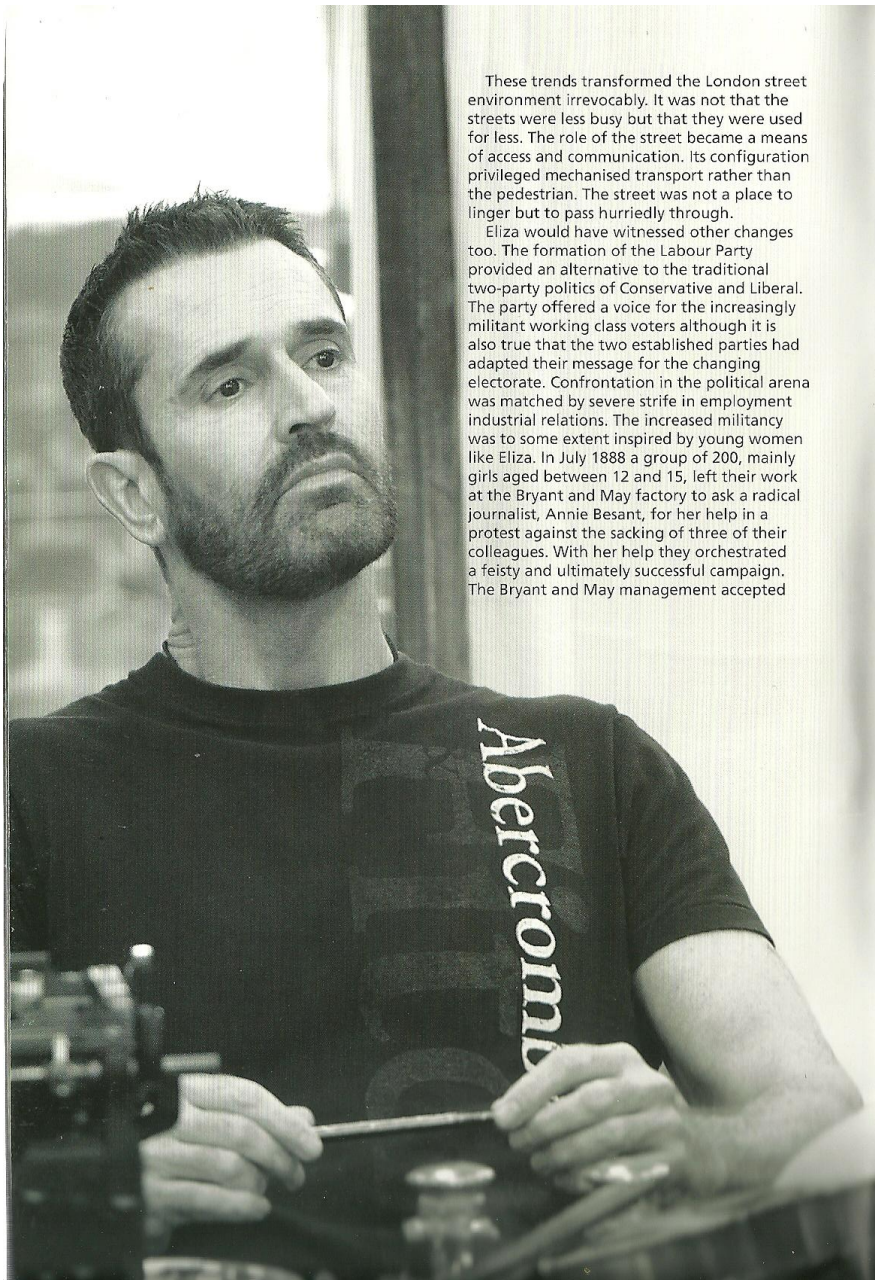 These trends transformed the London street
environment irrevocably. It was not that the
streets were less busy but that they were used
for less. The role of the street became a means
of access and communication. Its configuration
privileged mechanised transport rather than
the pedestrian. The street was not a place to
linger but to pass hurriedly through.
Eliza would have witnessed other changes
too. The formation of the Labour Party
provided an alternative to the traditional
two-party politics of Conservative and Liberal.
The party offered a voice for the increasingly
militant working class voters although it is
also true that the two established parties had
adapted their message for the changing
electorate. Confrontation in the political arena
was matched by severe strife in employment
industrial relations. The increased militancy
was to some extent inspired by young women
like Eliza. In July 1888 a group of 200, mainly
girls aged between 12 and 15, left their work
at the Bryant and May factory to ask a radical
journalist, Annie Besant, for her help in a
protest against the sacking of three of their
colleagues. With her help they orchestrated
a feisty and ultimately successful campaign.
The Bryant and May management accepted
Abercromb